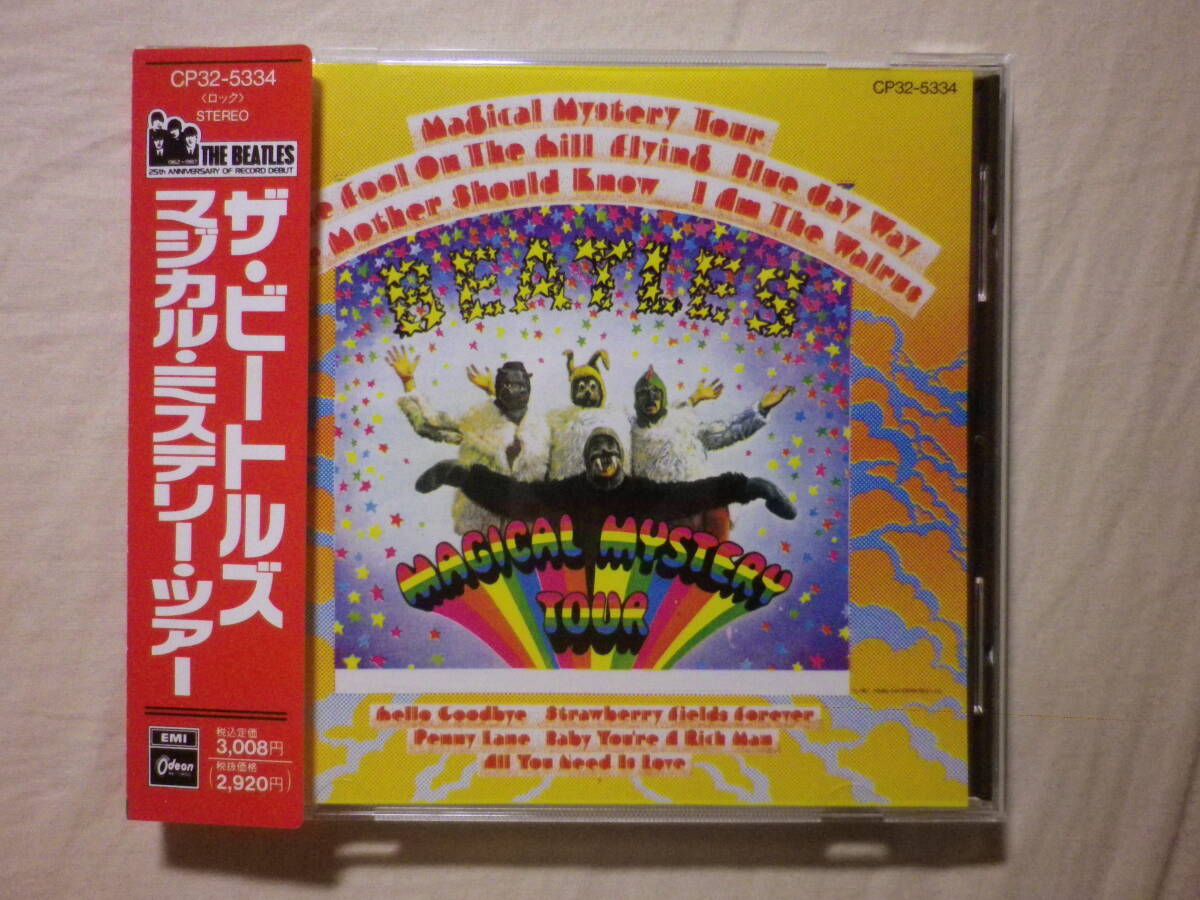 CP32-5334
〈ロック〉
STEREO
1962~1987
THE BEATLES
25th ANNIVERSARY OF RECORD DEBUT
ザ・ビートルズ
マジカル・ミステリー・ツアー
EMI
Odeon
税込定価
3,008円
税抜価格
2,920円
CP32-5334
Magical Mystery Tour
Fool On The Hill Flying Blue Jay Way
Mother Should Know I Am The Walrus
BEATLES
MAGICAL MYSTERY
TOUR
Hello Goodbye Strawberry Fields Forever
Penny Lane Baby You're A Rich Man
All You Need Is Love